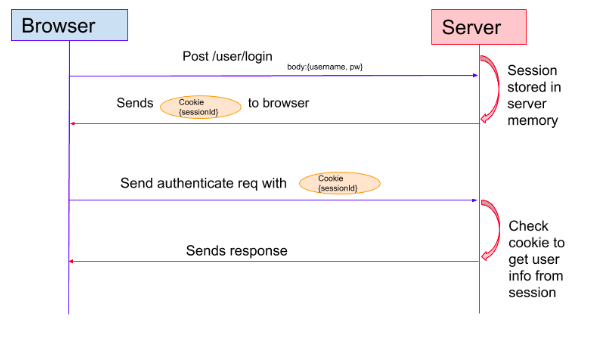 Browser
Server
Post /user/login
body:{username, pw}
Session
stored in
server
memory
Sends Cookie {sessionId} to browser
Send authenticate req with Cookie {sessionId}
Check
cookie to
get user
info from
session
Sends response